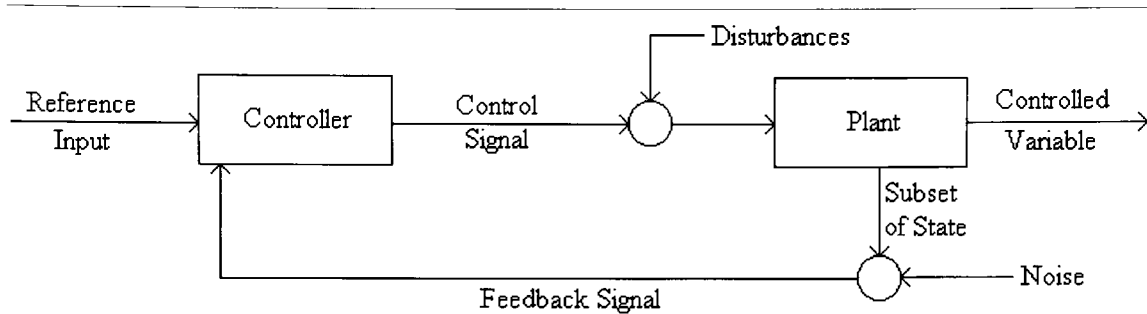 Disturbances
Reference
Input
Controller
Control
Signal
Plant
Controlled
Variable
Subset
of State
Noise
Feedback Signal